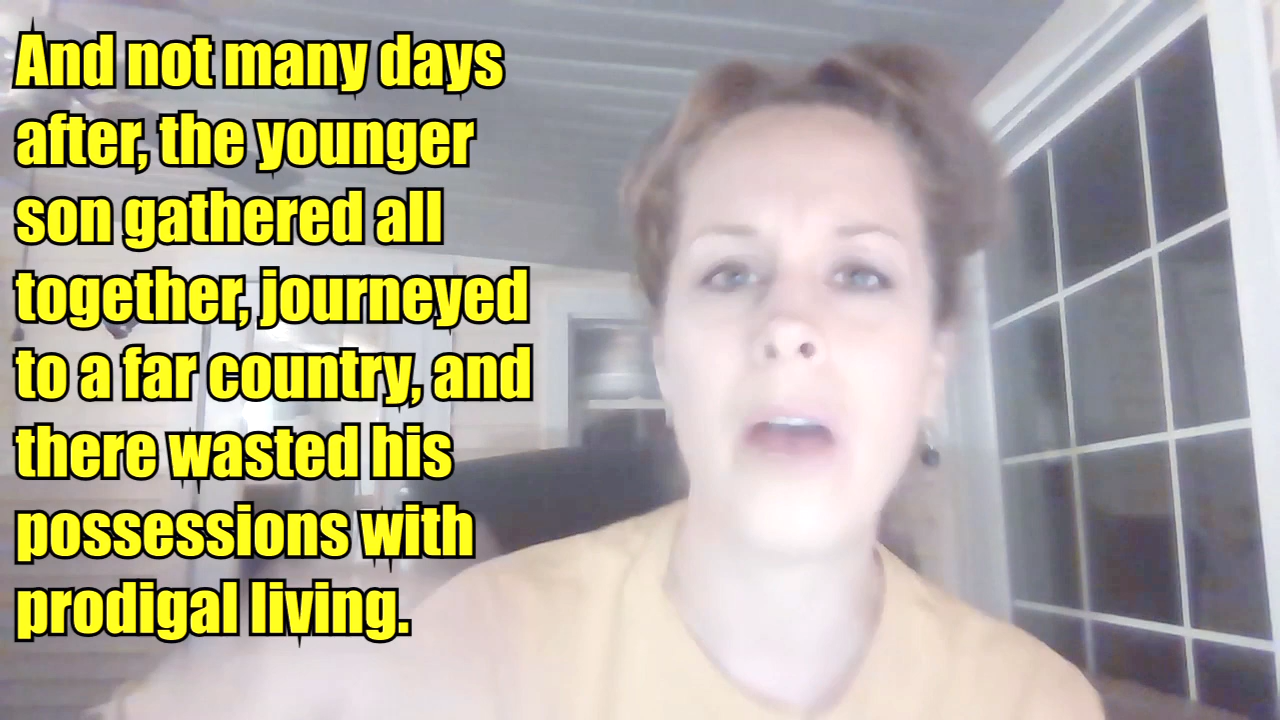 And not many days
after, the younger
son gathered all
together, journeyed
to a far country, and
there wasted his
possessions with
prodigal living.